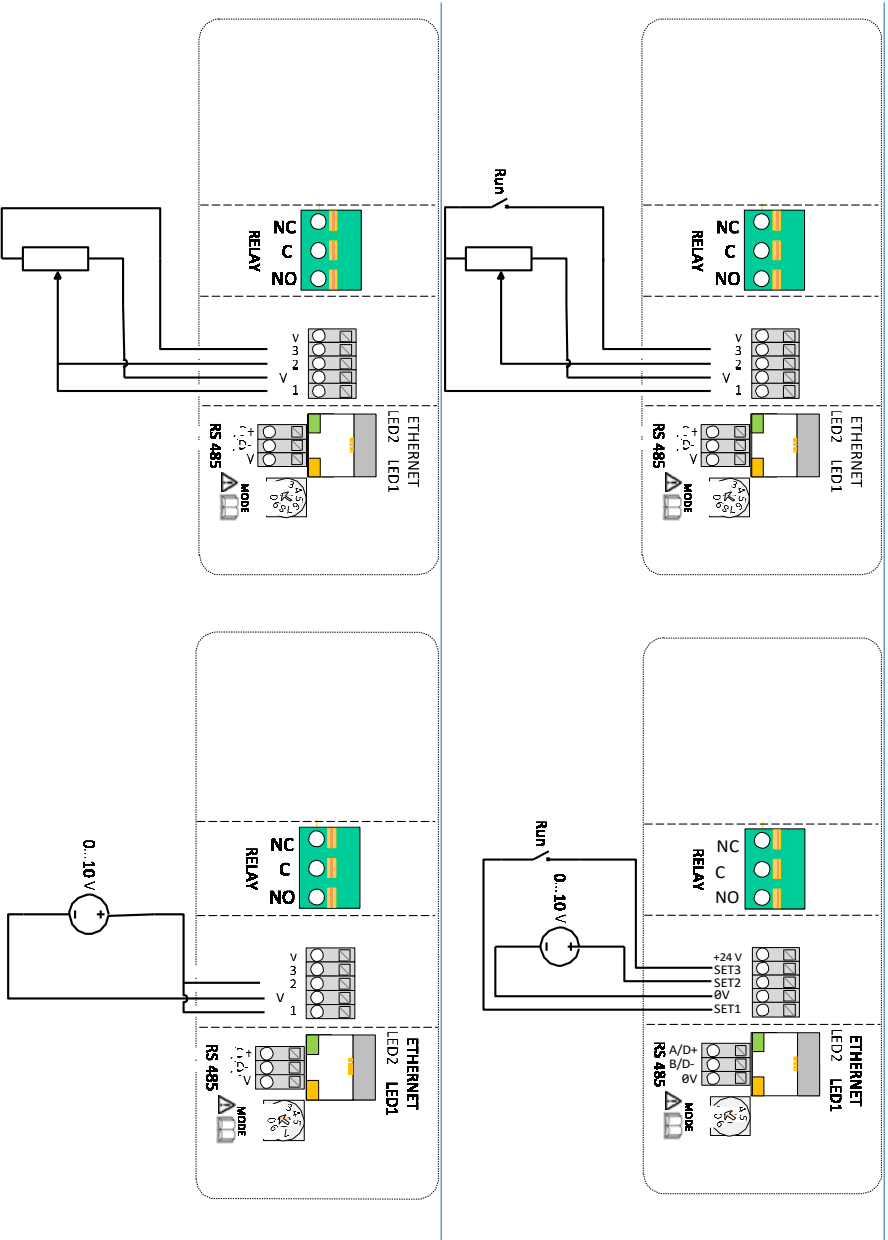 NC
C
NO
RELAY
V
3
2
V
1
+
-
V
RS 485
MODE
ETHERNET
LED2 LED1
Run
NC
C
NO
RELAY
V
3
2
V
1
+
-
V
RS 485
MODE
ETHERNET
LED2 LED1
0...10 V
- +
NC
C
NO
RELAY
V
3
2
V
1
+
-
V
RS 485
MODE
ETHERNET
LED2 LED1
Run
0...10 V
- +
NC
C
NO
RELAY
+24 V
SET3
SET2
0V
SET1
A/D+
B/D-
0V
RS 485
MODE
ETHERNET
LED2 LED1